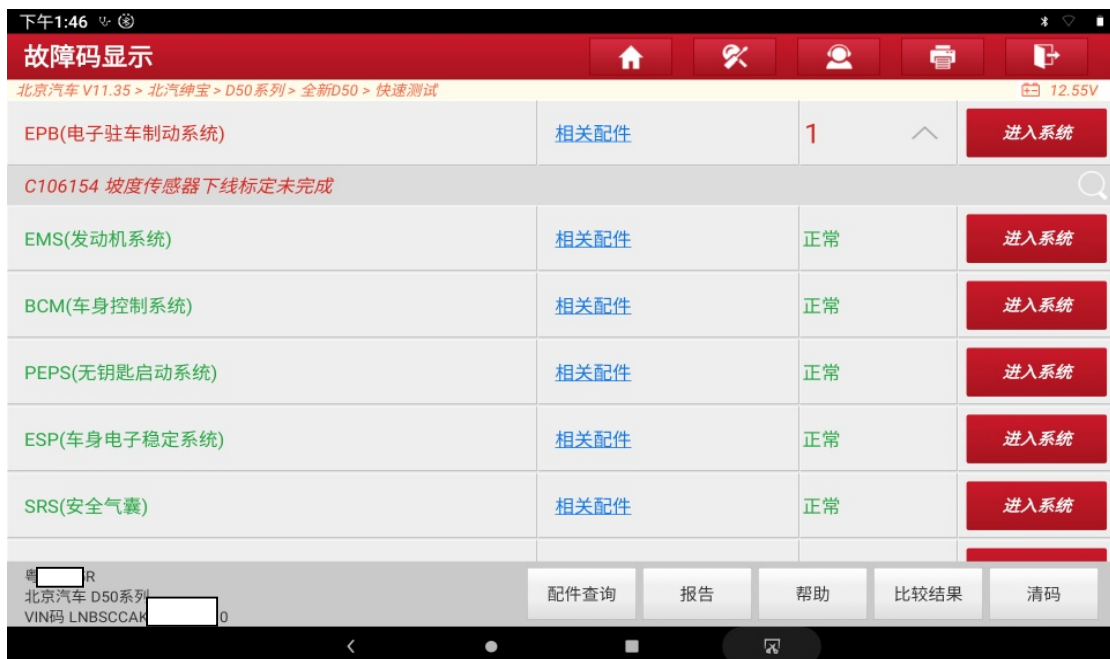 下午1:46
故障码显示
北京汽车 V11.35 > 北汽绅宝 > D50系列 > 全新D50 > 快速测试 12.55V
EPB(电子驻车制动系统) 相关配件 1 进入系统
C106154 坡度传感器下线标定未完成
EMS(发动机系统) 相关配件 正常 进入系统
BCM(车身控制系统) 相关配件 正常 进入系统
PEPS(无钥匙启动系统) 相关配件 正常 进入系统
ESP(车身电子稳定系统) 相关配件 正常 进入系统
SRS(安全气囊) 相关配件 正常 进入系统
粤 R
北京汽车 D50系列
VIN码 LNBSCCAK 0
配件查询 报告 帮助 比较结果 清码